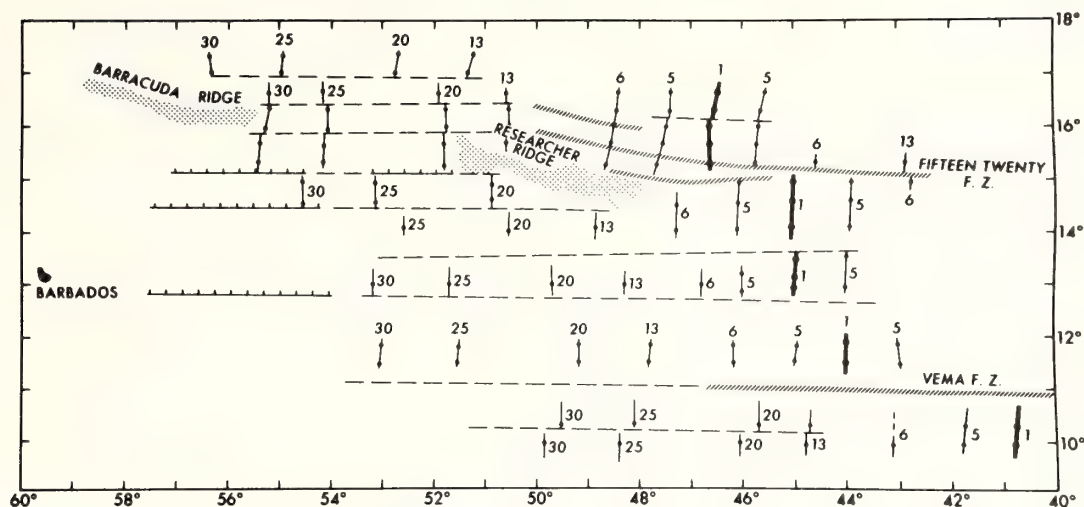 18°
30 25 20 13
BARRACUDA
RIDGE
30 25 20 13 6 5 1 5
16°
RESEARCHER
RIDGE
6 13
FIFTEEN TWENTY
F. Z.
30 25 20 6 5 1 5 6
14°
25 20 13
BARBADOS
30 25 20 13 6 5 1 5
12°
30 25 20 13 6 5 1 5
VEMA F. Z.
30 25 20
10°
30 25 20 13 6 5 1
60° 58° 56° 54° 52° 50° 48° 46° 44° 42° 40°